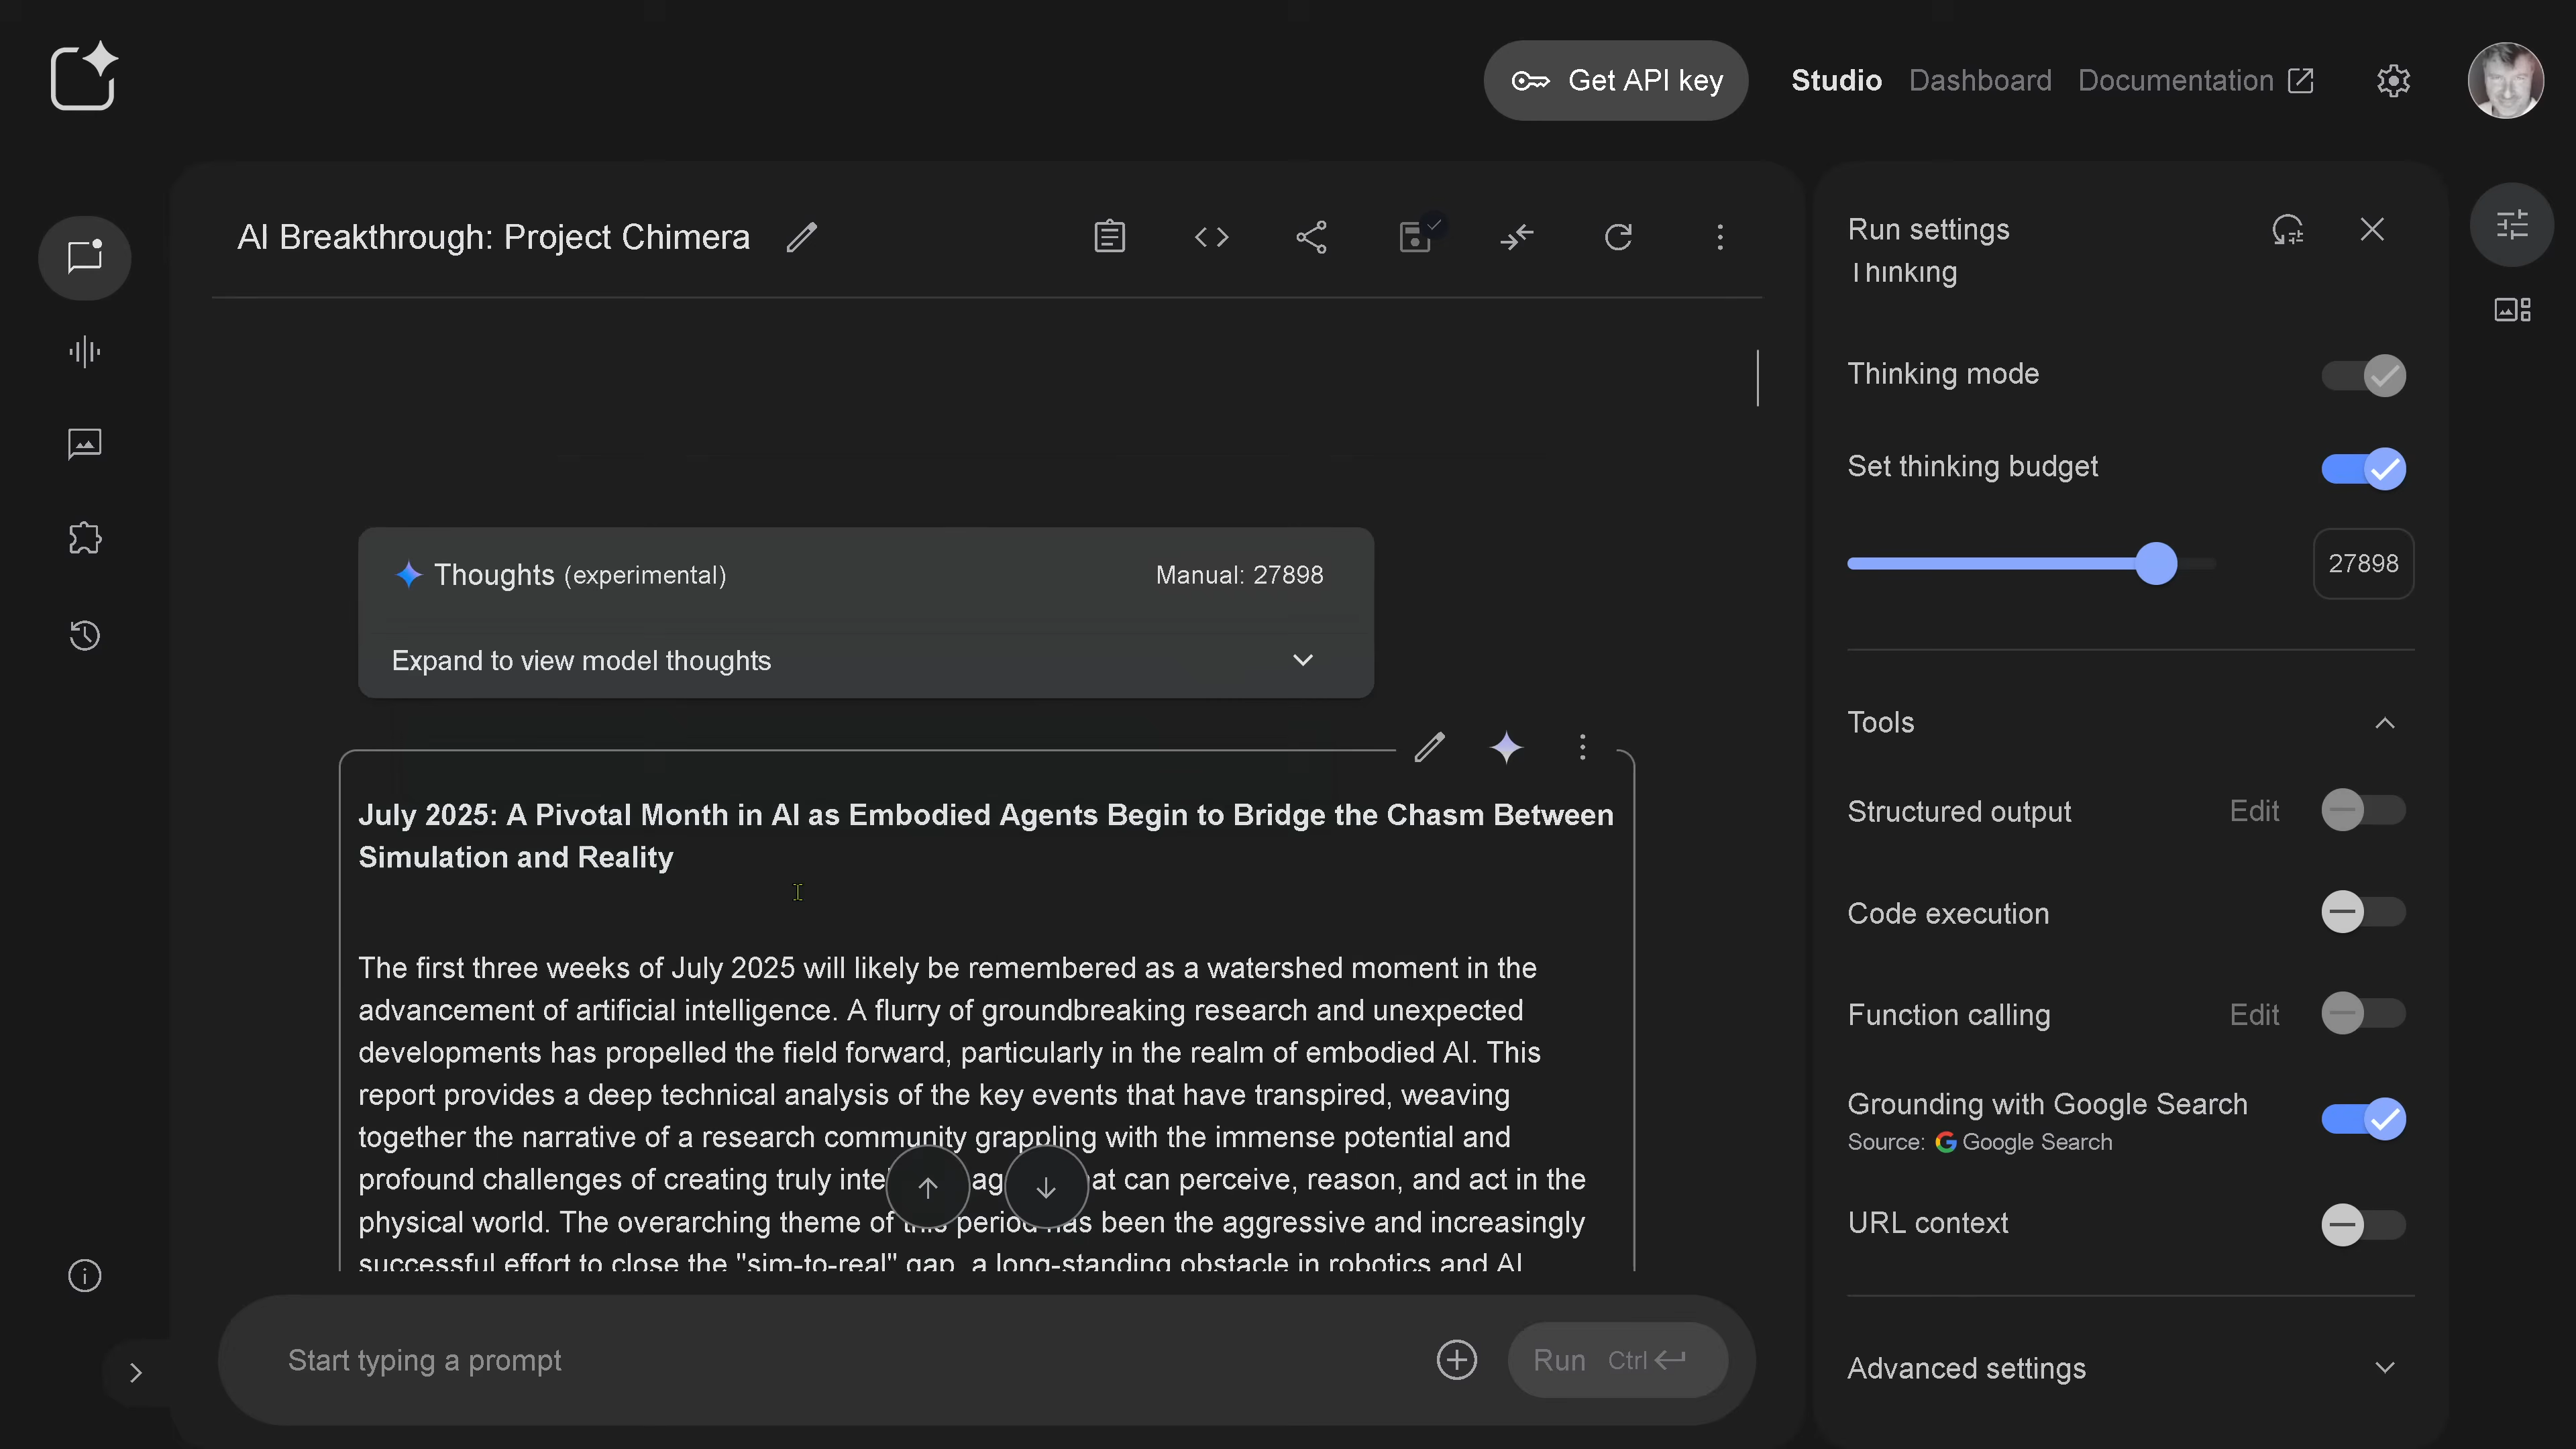 Get API key
Studio
Dashboard
Documentation
AI Breakthrough: Project Chimera
Thoughts (experimental)
Manual: 27898
Expand to view model thoughts
July 2025: A Pivotal Month in AI as Embodied Agents Begin to Bridge the Chasm Between
Simulation and Reality
The first three weeks of July 2025 will likely be remembered as a watershed moment in the
advancement of artificial intelligence. A flurry of groundbreaking research and unexpected
developments has propelled the field forward, particularly in the realm of embodied AI. This
report provides a deep technical analysis of the key events that have transpired, weaving
together the narrative of a research community grappling with the immense potential and
profound challenges of creating truly inte ag at can perceive, reason, and act in the
physical world. The overarching theme of this period has been the aggressive and increasingly
successful effort to close the "sim-to-real" gap, a long-standing obstacle in robotics and AI
Start typing a prompt
Run Ctrl
Run settings
Thinking
Thinking mode
Set thinking budget
27898
Tools
Structured output Edit
Code execution
Function calling Edit
Grounding with Google Search
Source: Google Search
URL context
Advanced settings